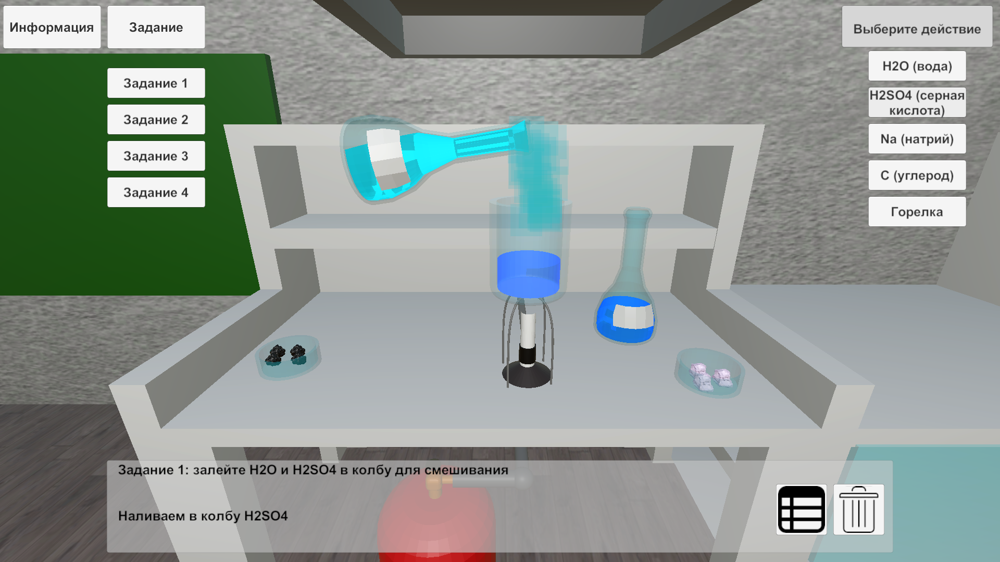 Информация
Задание
Выберите действие
Задание 1
Задание 2
Задание 3
Задание 4
H2O (вода)
H2SO4 (серная
кислота)
Na (натрий)
C (углерод)
Горелка
Задание 1: залейте H2O и H2SO4 в колбу для смешивания
Наливаем в колбу H2SO4